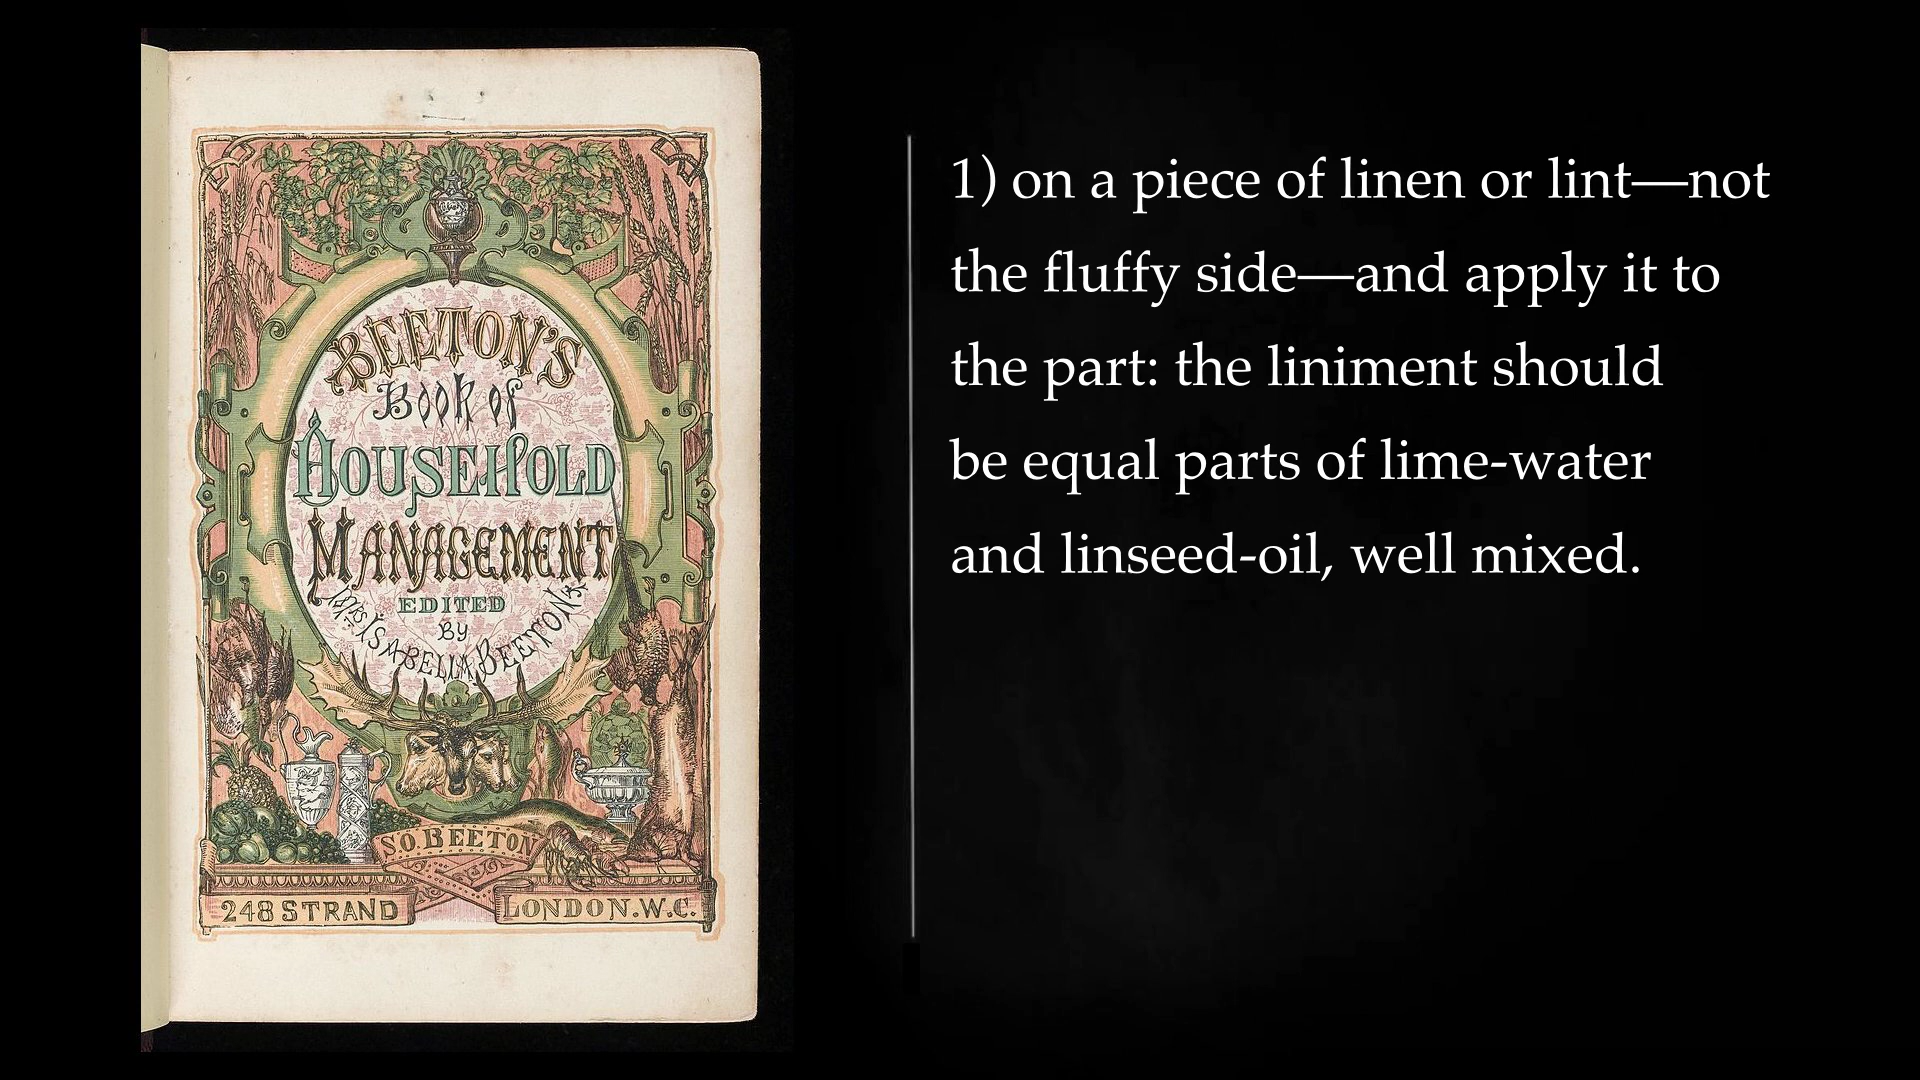 BEETON'S
Book of
HOUSEHOLD
MANAGEMENT
EDITED
BY
MRS ISABELLA BEETON
S.O. BEETON
248 STRAND
LONDON. W.C.
1) on a piece of linen or lint—not
the fluffy side—and apply it to
the part: the liniment should
be equal parts of lime-water
and linseed-oil, well mixed.